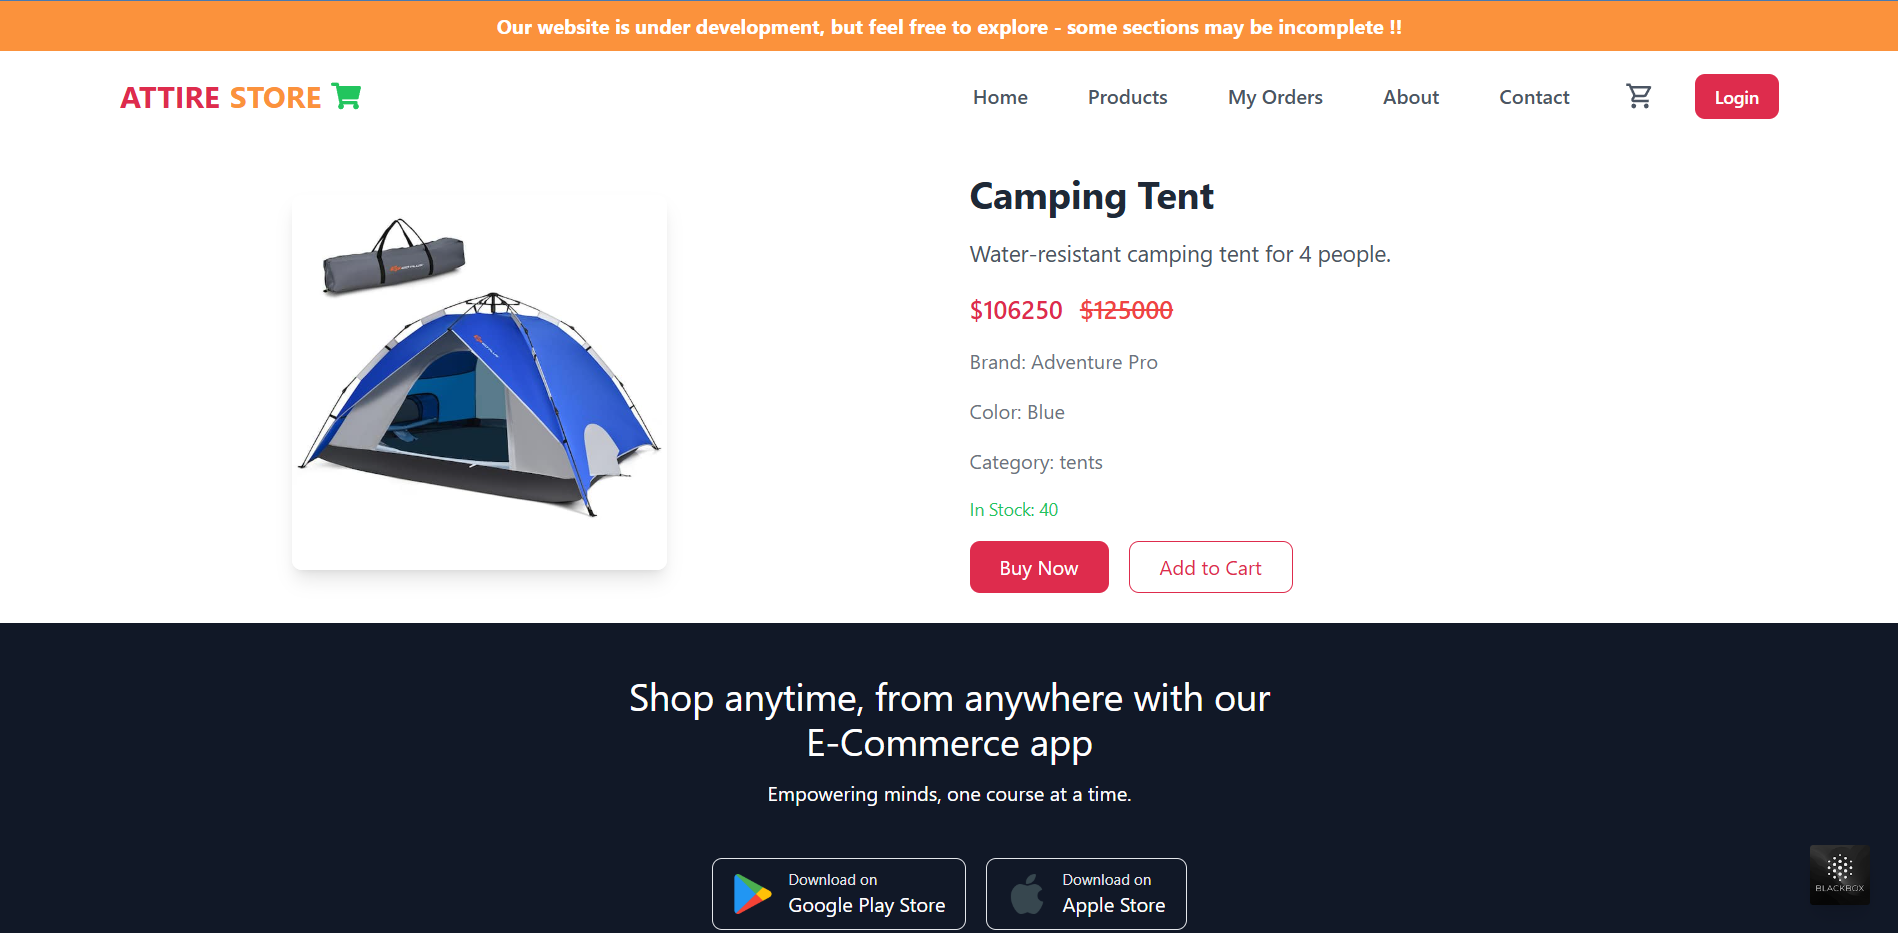 Our website is under development, but feel free to explore - some sections may be incomplete !!
ATTIRE STORE
Home
Products
My Orders
About
Contact
Login
Camping Tent
Water-resistant camping tent for 4 people.
$106250 $125000
Brand: Adventure Pro
Color: Blue
Category: tents
In Stock: 40
Buy Now
Add to Cart
Shop anytime, from anywhere with our
E-Commerce app
Empowering minds, one course at a time.
Download on
Google Play Store
Download on
Apple Store
BLACKBOX